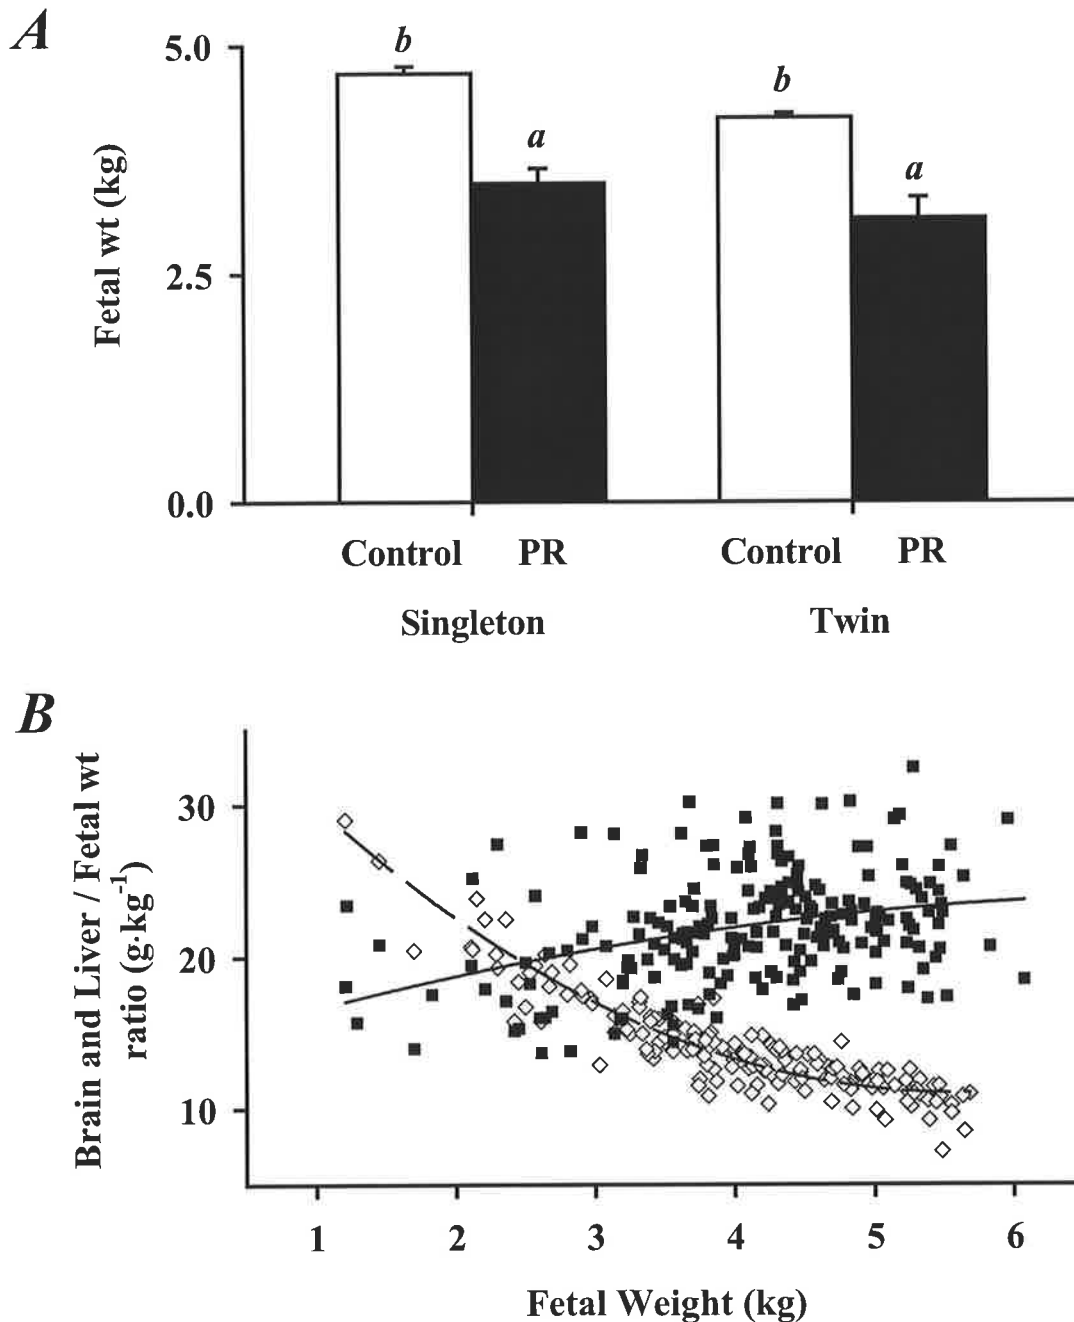 A
5.0
b
b
a
a
Fetal wt (kg)
2.5
0.0
Control PR Control PR
Singleton Twin
B
Brain and Liver / Fetal wt
ratio (g·kg⁻¹)
30
20
10
1 2 3 4 5 6
Fetal Weight (kg)